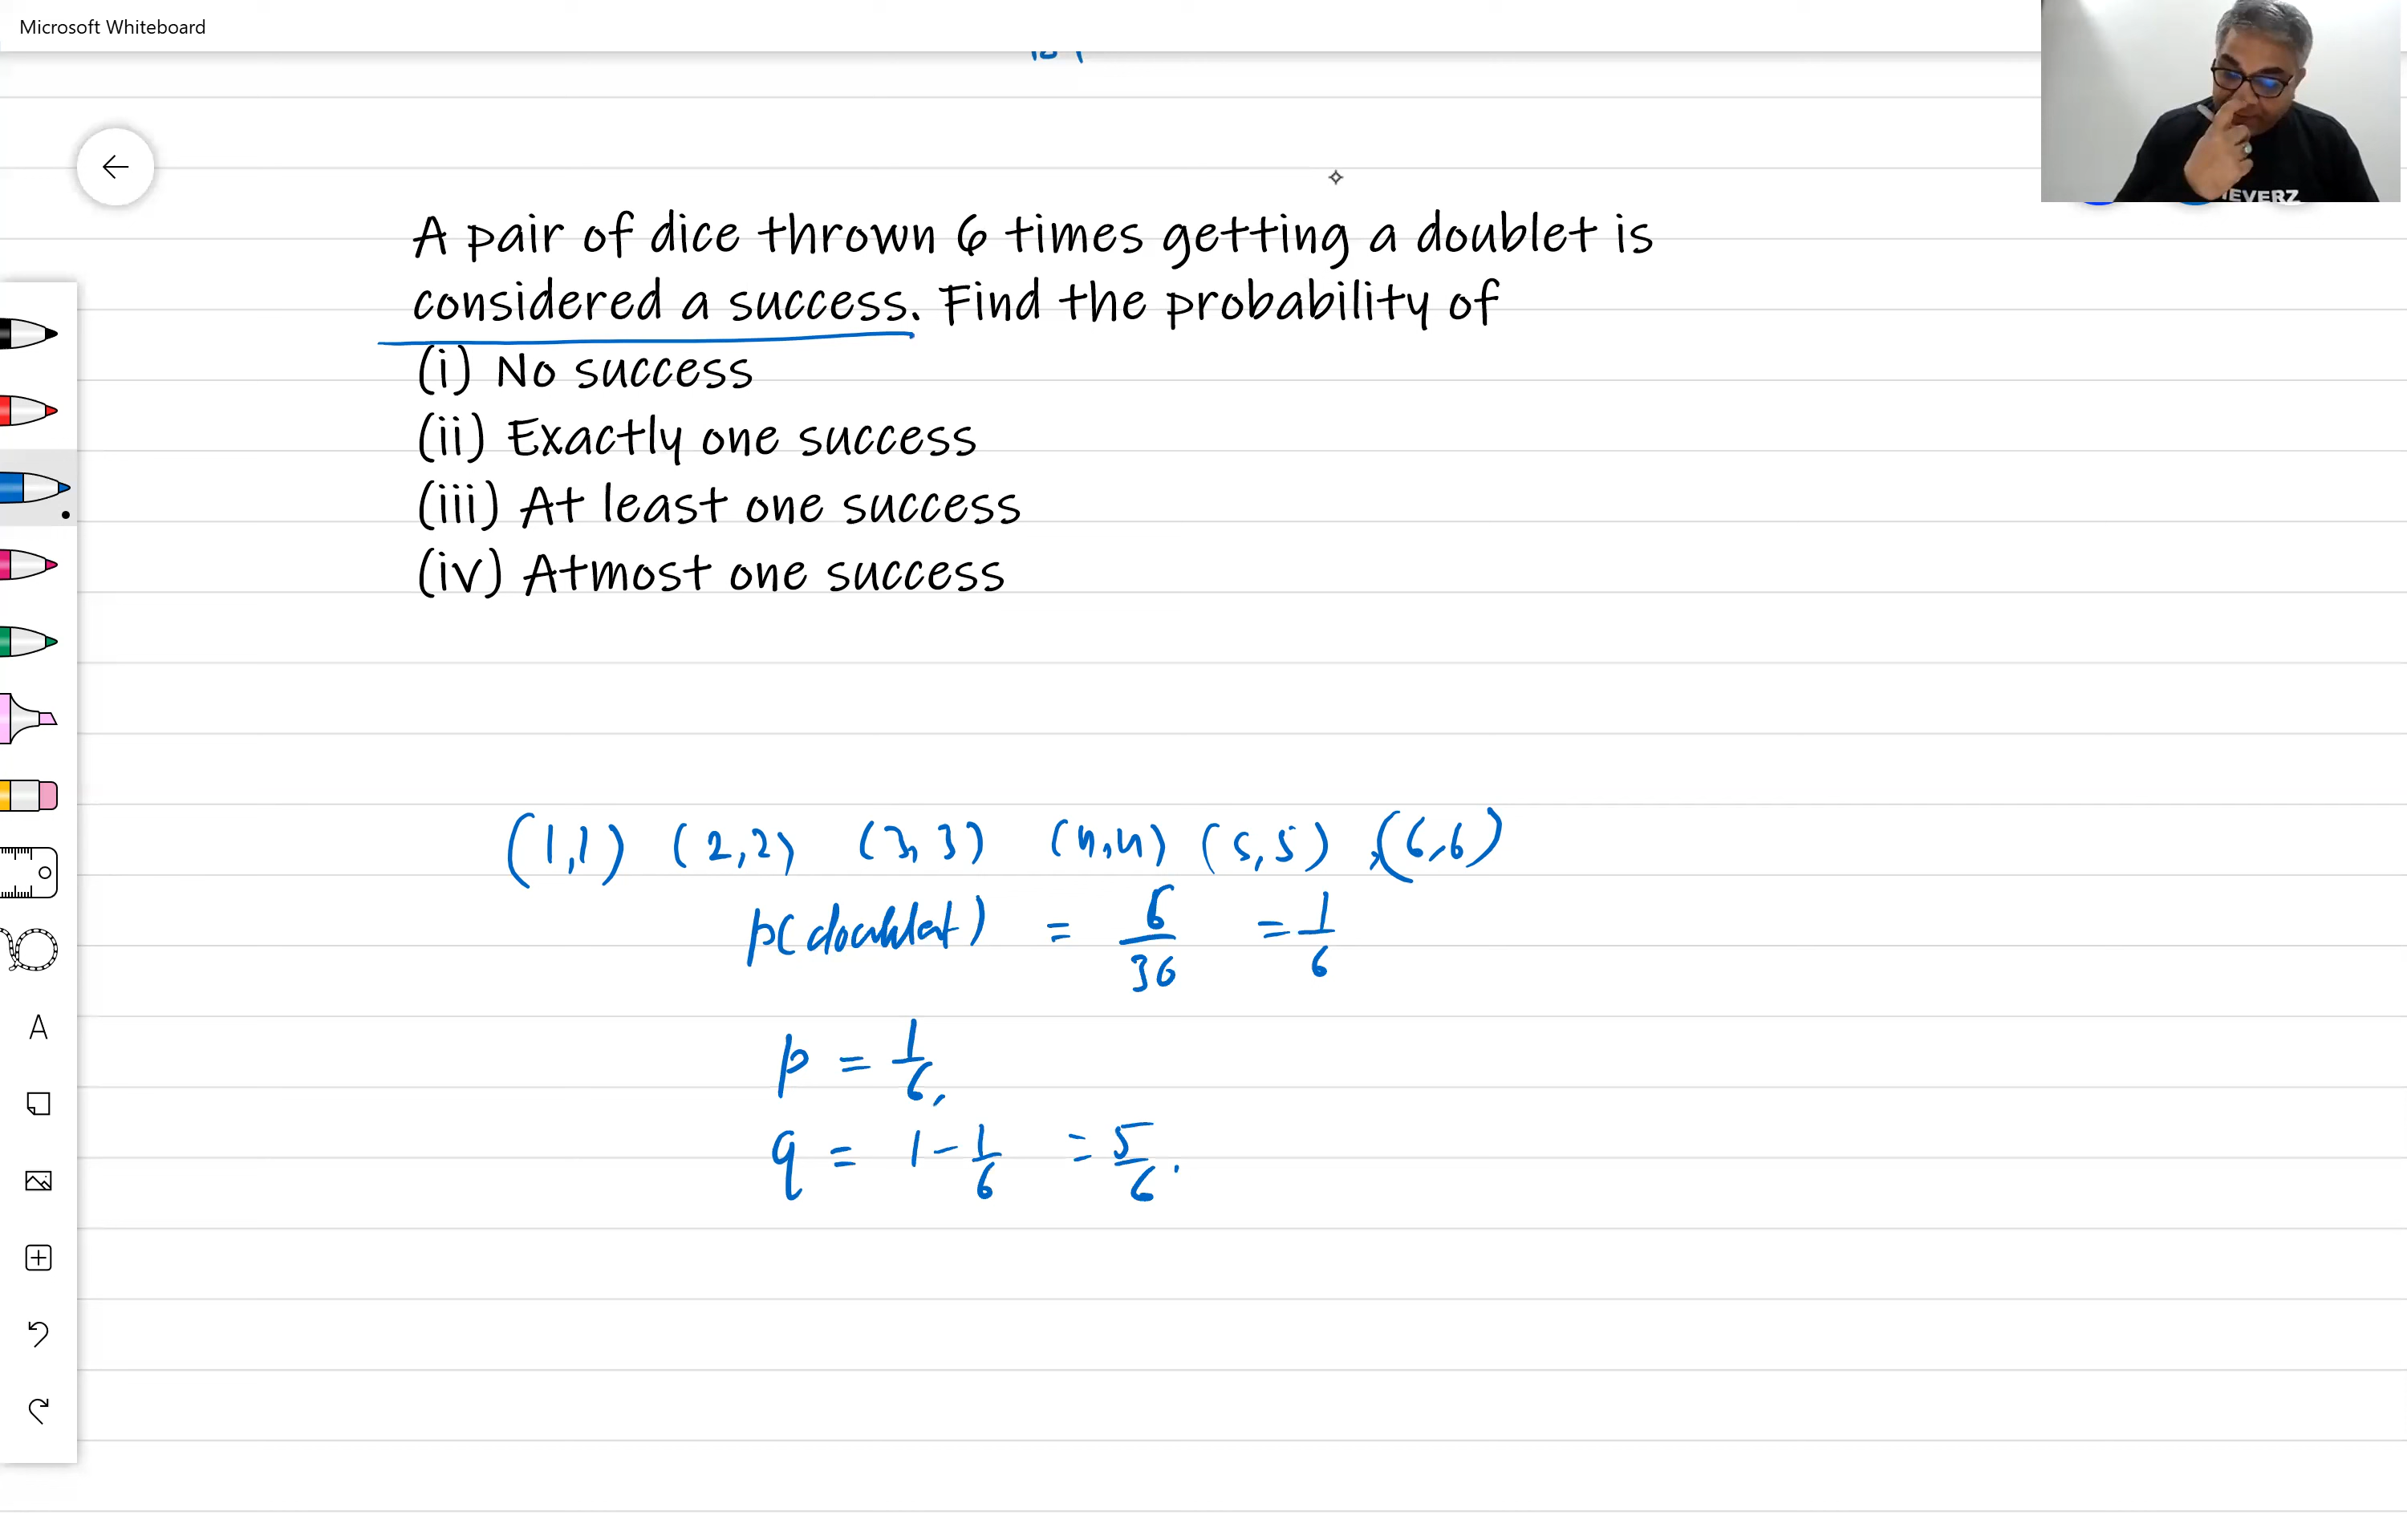 Microsoft Whiteboard
EVERZ
A pair of dice thrown 6 times getting a doublet is
considered a success. Find the probability of
(i) No success
(ii) Exactly one success
(iii) At least one success
(iv) Atmost one success
(1,1) (2,2) (3,3) (4,4) (5,5), (6,6)
p(doublet) = 6/36 = 1/6
p = 1/6,
q = 1 - 1/6 = 5/6.
A